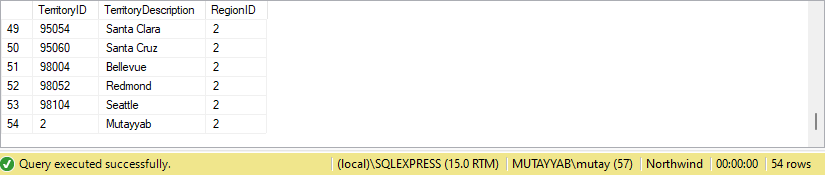 TerritoryID TerritoryDescription RegionID
49 95054 Santa Clara 2
50 95060 Santa Cruz 2
51 98004 Bellevue 2
52 98052 Redmond 2
53 98104 Seattle 2
54 2 Mutayyab 2
Query executed successfully. (local)\SQLEXPRESS (15.0 RTM) MUTAYYAB\mutay (57) Northwind 00:00:00 54 rows